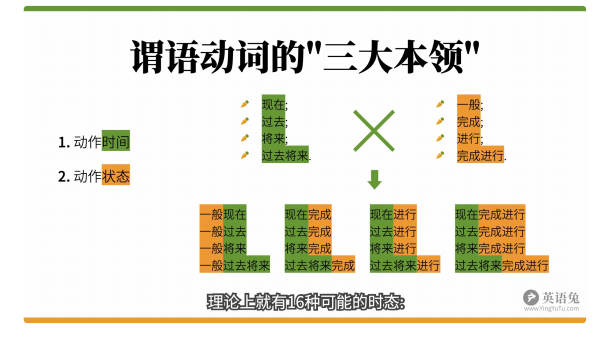 谓语动词的"三大本领"
1. 动作时间
2. 动作状态
现在;
过去;
将来;
过去将来.
一般;
完成;
进行;
完成进行.
一般现在 现在完成 现在进行 现在完成进行
一般过去 过去完成 过去进行 过去完成进行
一般将来 将来完成 将来进行 将来完成进行
一般过去将来 过去将来完成 过去将来进行 过去将来完成进行
理论上就有16种可能的时态:
英语兔
www.YingYuTu.com